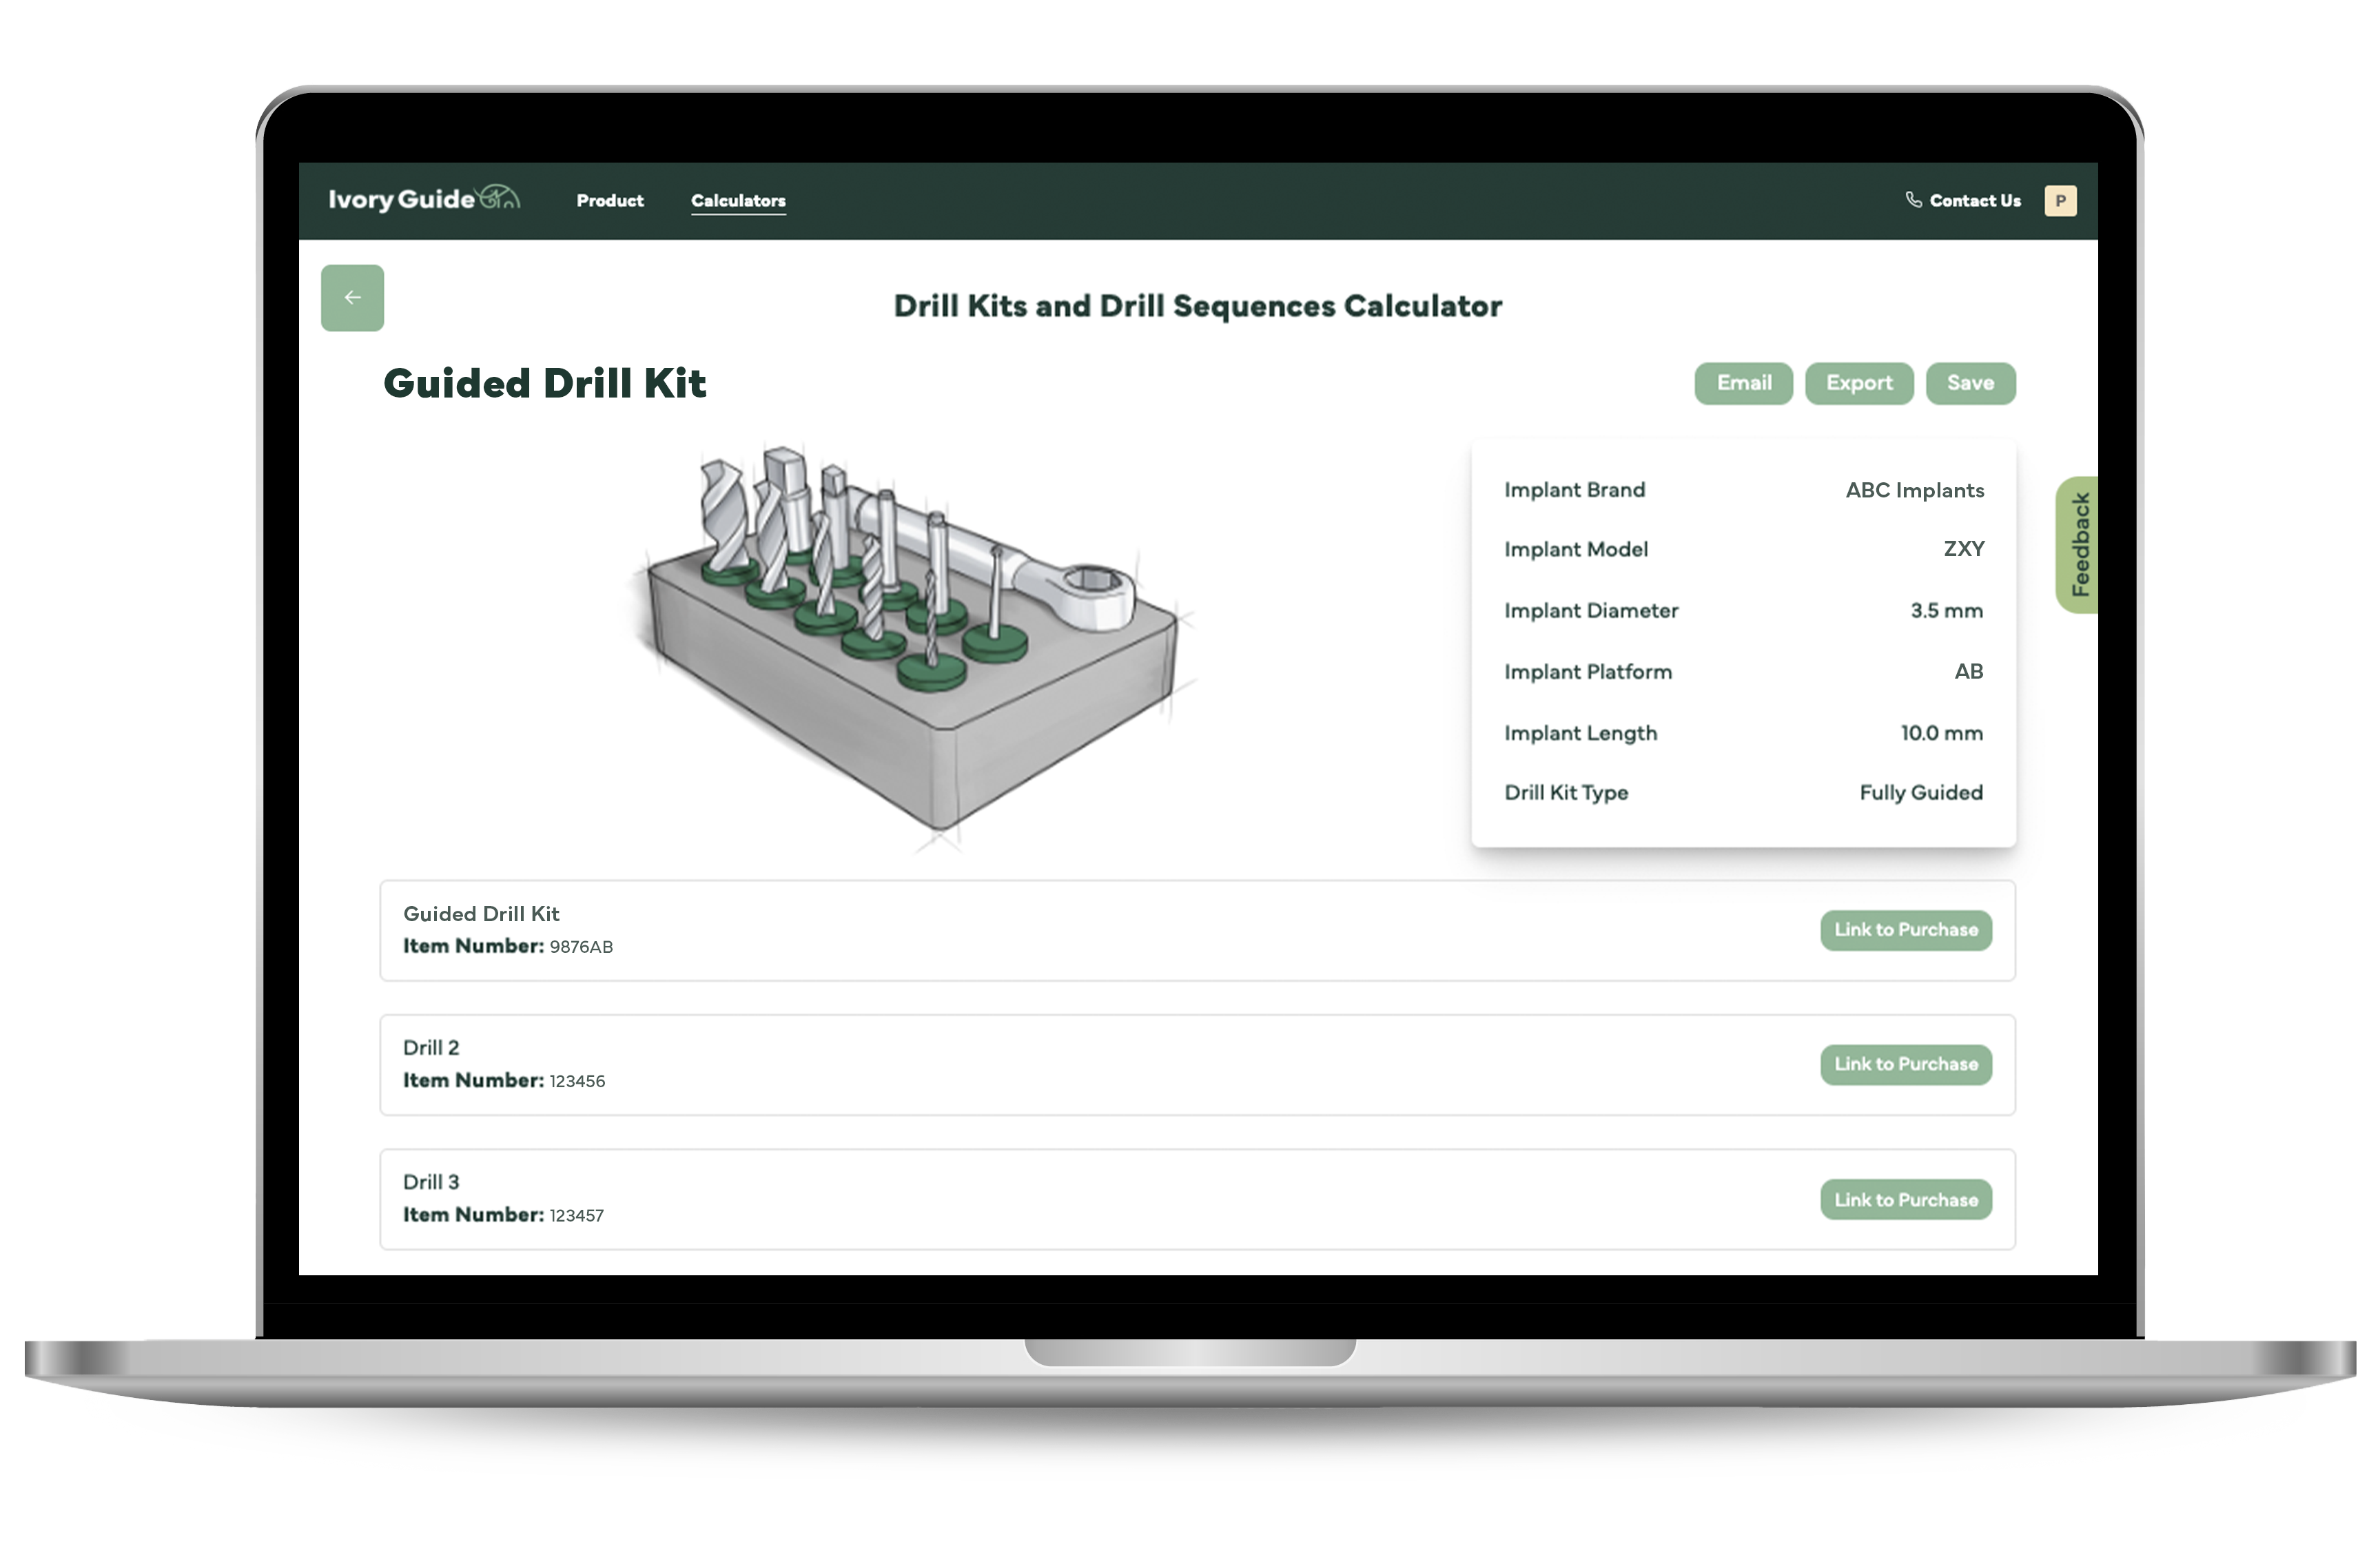 Ivory Guide Product Calculators Contact Us P
Drill Kits and Drill Sequences Calculator
Guided Drill Kit Email Export Save
Implant Brand ABC Implants
Implant Model ZXY
Implant Diameter 3.5 mm
Implant Platform AB
Implant Length 10.0 mm
Drill Kit Type Fully Guided
Feedback
Guided Drill Kit
Item Number: 9876AB
Link to Purchase
Drill 2
Item Number: 123456
Link to Purchase
Drill 3
Item Number: 123457
Link to Purchase